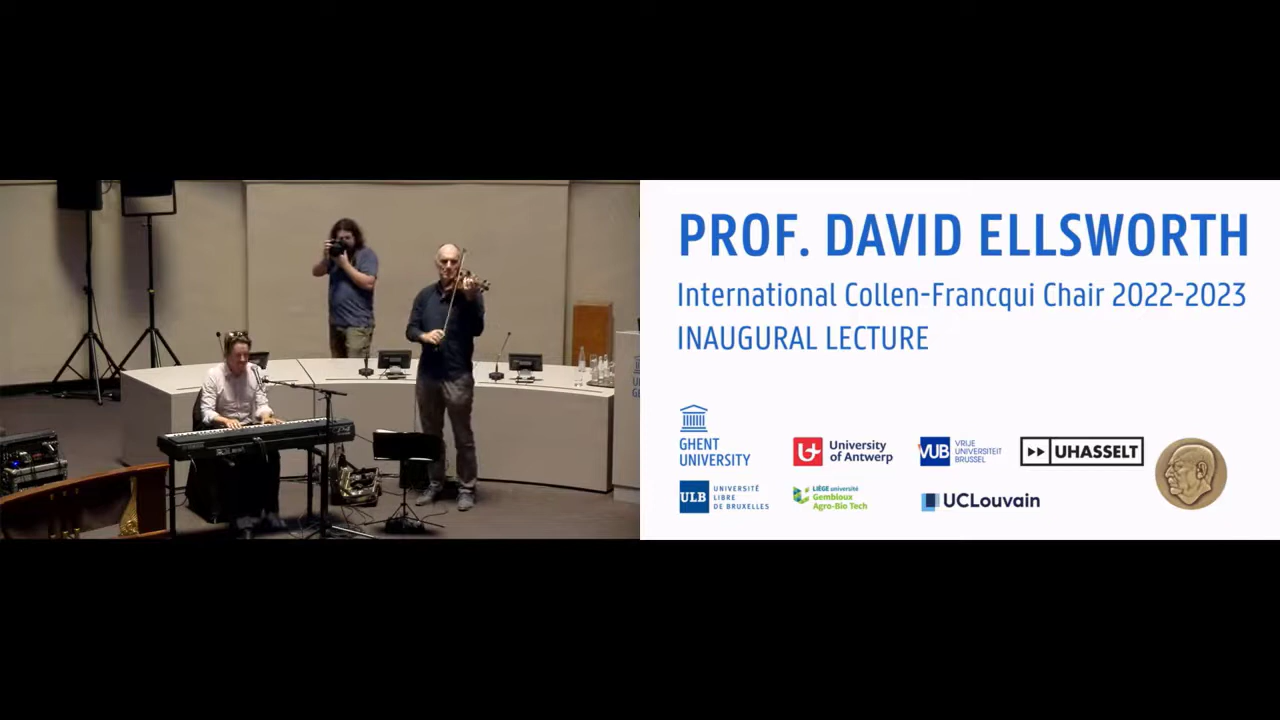 PROF. DAVID ELLSWORTH
International Collen-Francqui Chair 2022-2023
INAUGURAL LECTURE
GHENT
UNIVERSITY
University
of Antwerp
VUB
VRIJE
UNIVERSITEIT
BRUSSEL
UHASSELT
ULB
UNIVERSITÉ
LIBRE
DE BRUXELLES
LIÈGE université
Gembloux
Agro-Bio Tech
UCLouvain